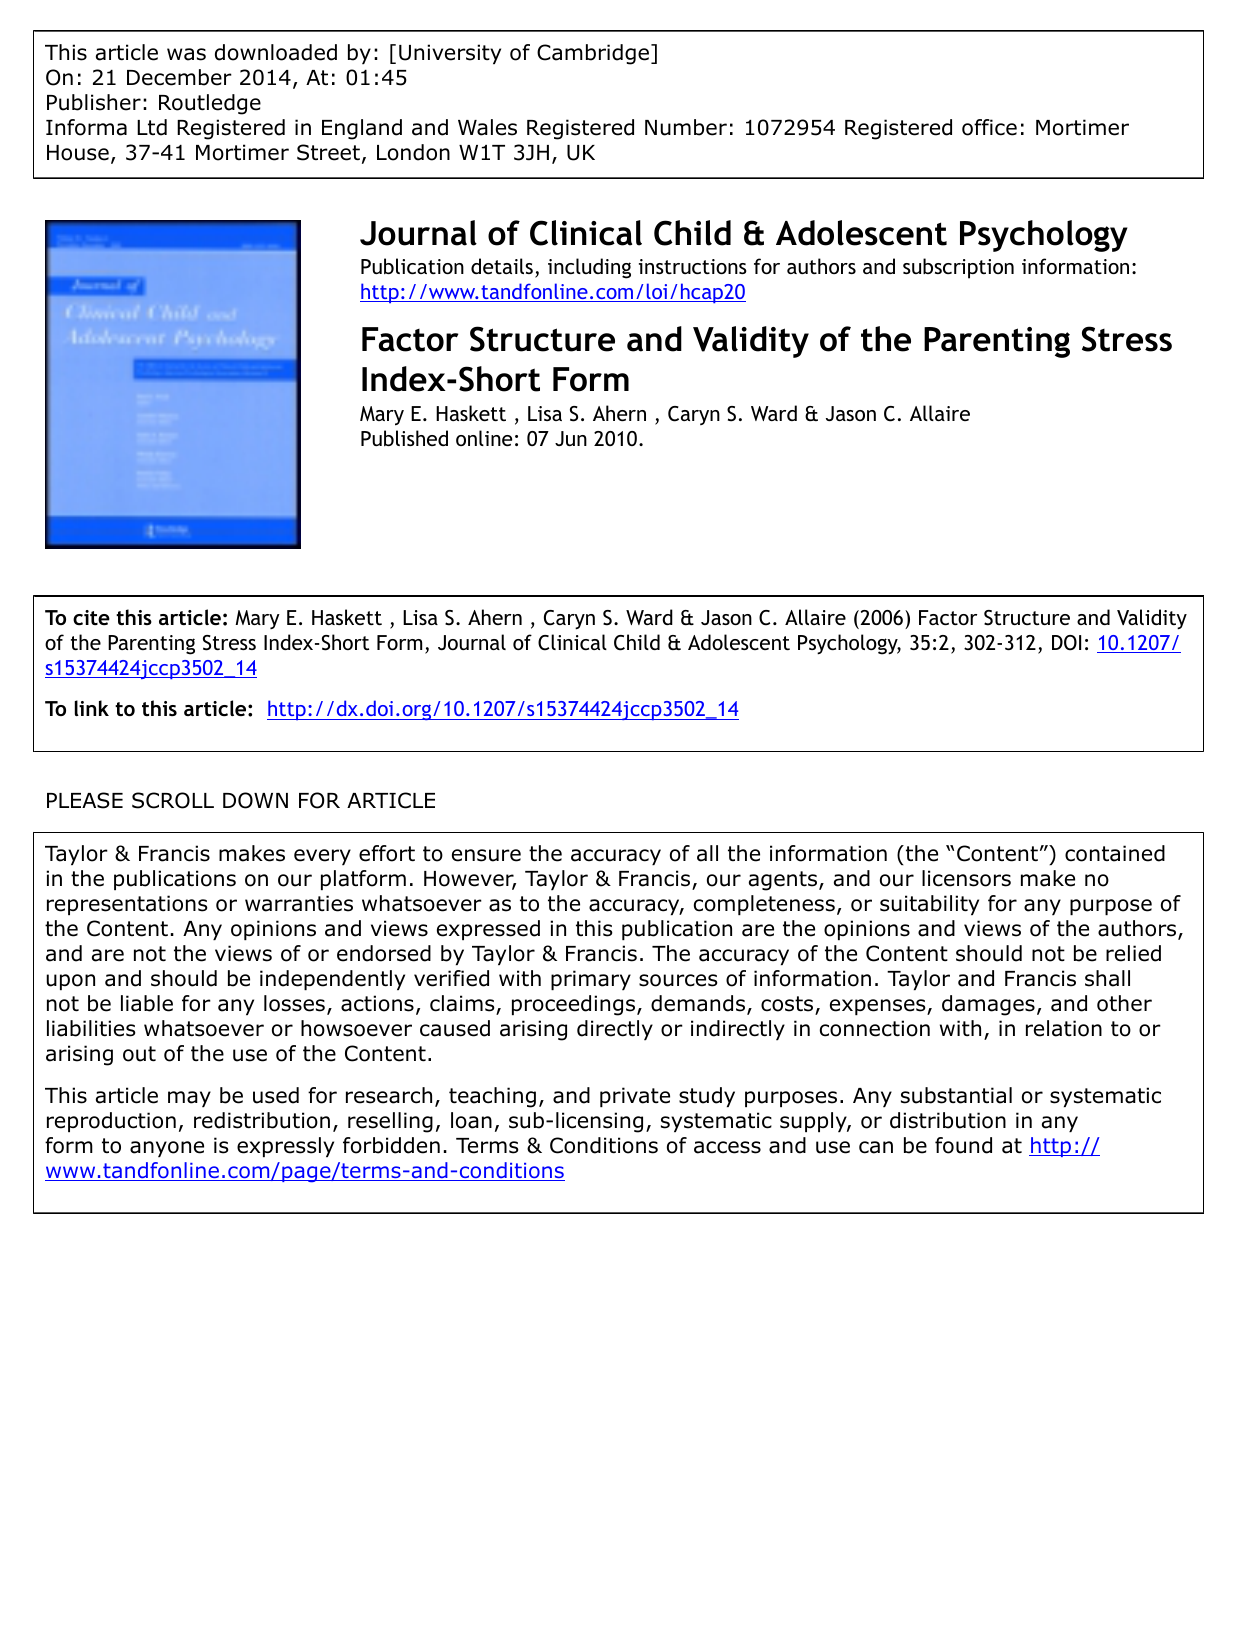 This article was downloaded by: [University of Cambridge]
On: 21 December 2014, At: 01:45
Publisher: Routledge
Informa Ltd Registered in England and Wales Registered Number: 1072954 Registered office: Mortimer
House, 37-41 Mortimer Street, London W1T 3JH, UK
Journal of
Clinical Child and
Adolescent Psychology
Routledge
Journal of Clinical Child & Adolescent Psychology
Publication details, including instructions for authors and subscription information:
http://www.tandfonline.com/loi/hcap20
Factor Structure and Validity of the Parenting Stress
Index-Short Form
Mary E. Haskett , Lisa S. Ahern , Caryn S. Ward & Jason C. Allaire
Published online: 07 Jun 2010.
To cite this article: Mary E. Haskett , Lisa S. Ahern , Caryn S. Ward & Jason C. Allaire (2006) Factor Structure and Validity
of the Parenting Stress Index-Short Form, Journal of Clinical Child & Adolescent Psychology, 35:2, 302-312, DOI: 10.1207/
s15374424jccp3502_14
To link to this article: http://dx.doi.org/10.1207/s15374424jccp3502_14
PLEASE SCROLL DOWN FOR ARTICLE
Taylor & Francis makes every effort to ensure the accuracy of all the information (the “Content”) contained
in the publications on our platform. However, Taylor & Francis, our agents, and our licensors make no
representations or warranties whatsoever as to the accuracy, completeness, or suitability for any purpose of
the Content. Any opinions and views expressed in this publication are the opinions and views of the authors,
and are not the views of or endorsed by Taylor & Francis. The accuracy of the Content should not be relied
upon and should be independently verified with primary sources of information. Taylor and Francis shall
not be liable for any losses, actions, claims, proceedings, demands, costs, expenses, damages, and other
liabilities whatsoever or howsoever caused arising directly or indirectly in connection with, in relation to or
arising out of the use of the Content.
This article may be used for research, teaching, and private study purposes. Any substantial or systematic
reproduction, redistribution, reselling, loan, sub-licensing, systematic supply, or distribution in any
form to anyone is expressly forbidden. Terms & Conditions of access and use can be found at http://
www.tandfonline.com/page/terms-and-conditions